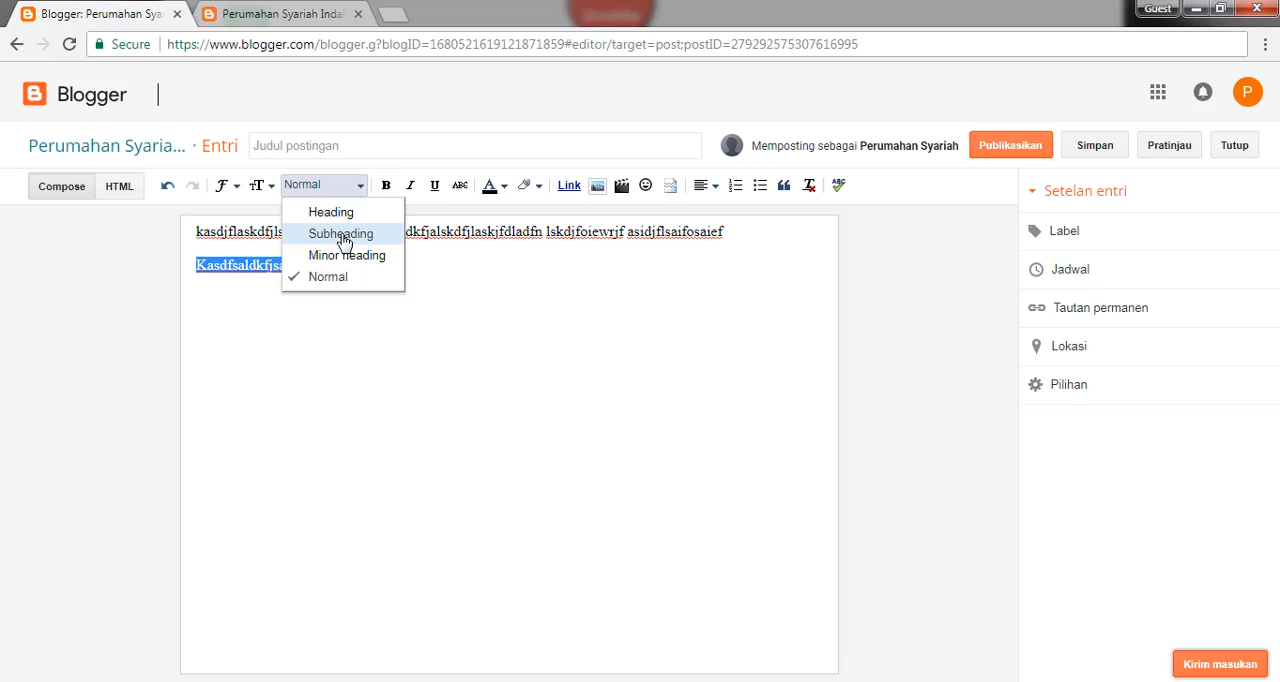 Blogger: Perumahan Sya
Perumahan Syariah Inda
Guest
Secure
https://www.blogger.com/blogger.g?blogID=1680521619121871859#editor/target=post;postID=279292575307616995
Blogger
P
Perumahan Syaria... · Entri
Judul postingan
Memposting sebagai Perumahan Syariah
Publikasikan
Simpan
Pratinjau
Tutup
Compose
HTML
Normal
Link
ABC
Setelan entri
Heading
Subheading
Minor heading
Normal
kasdjflaskdfjls
dkfjalskdfjlaskjfdladfn lskdjfoiewrjf asidjflsaifosaief
Kasdfsaldkfjsa
Label
Jadwal
Tautan permanen
Lokasi
Pilihan
Kirim masukan